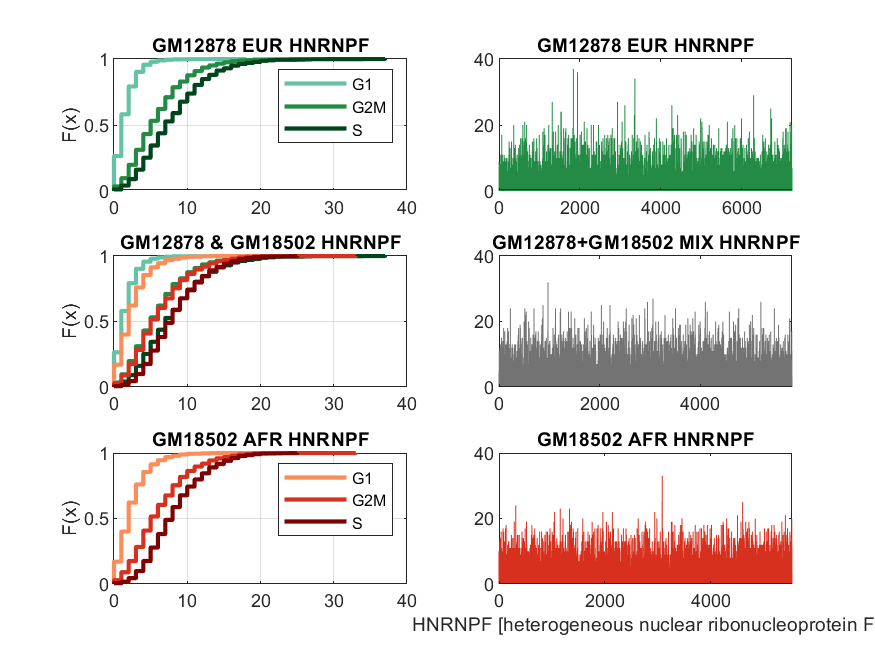 GM12878 EUR HNRNPF
F(x)
1
0.5
0
0 10 20 30 40
G1
G2M
S
GM12878 EUR HNRNPF
40
20
0
0 2000 4000 6000
GM12878 & GM18502 HNRNPF
F(x)
1
0.5
0
0 10 20 30 40
GM12878+GM18502 MIX HNRNPF
40
20
0
0 2000 4000
GM18502 AFR HNRNPF
F(x)
1
0.5
0
0 10 20 30 40
G1
G2M
S
GM18502 AFR HNRNPF
40
20
0
0 2000 4000
HNRNPF [heterogeneous nuclear ribonucleoprotein F